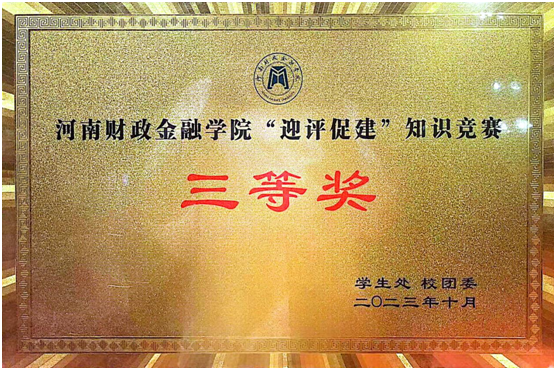 河南财政金融学院“迎评促建”知识竞赛
三等奖
学生处 校团委
二〇二三年十月